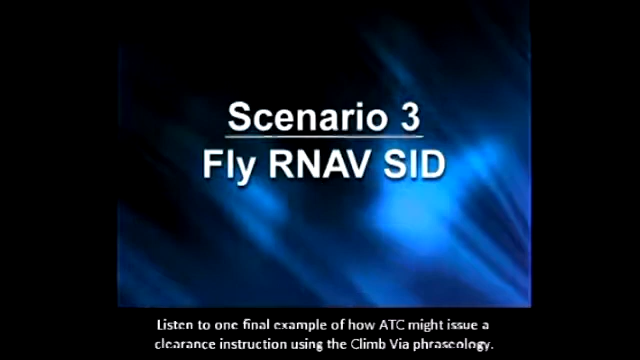 Scenario 3
Fly RNAV SID
Listen to one final example of how ATC might issue a
clearance instruction using the Climb Via phraseology.